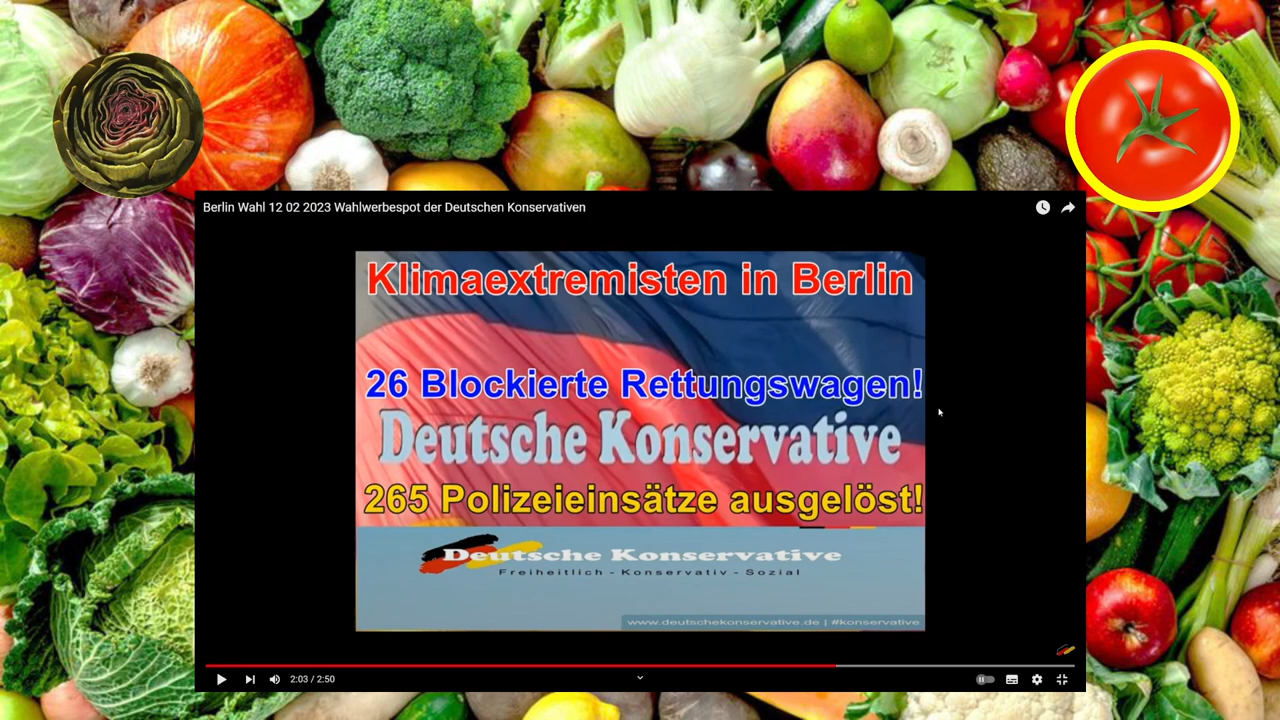 Berlin Wahl 12 02 2023 Wahlwerbespot der Deutschen Konservativen
Klimaextremisten in Berlin
26 Blockierte Rettungswagen!
Deutsche Konservative
265 Polizeieinsätze ausgelöst!
Deutsche Konservative
Freiheitlich - Konservativ - Sozial
www.deutschekonservative.de | #konservative
2:03 / 2:50